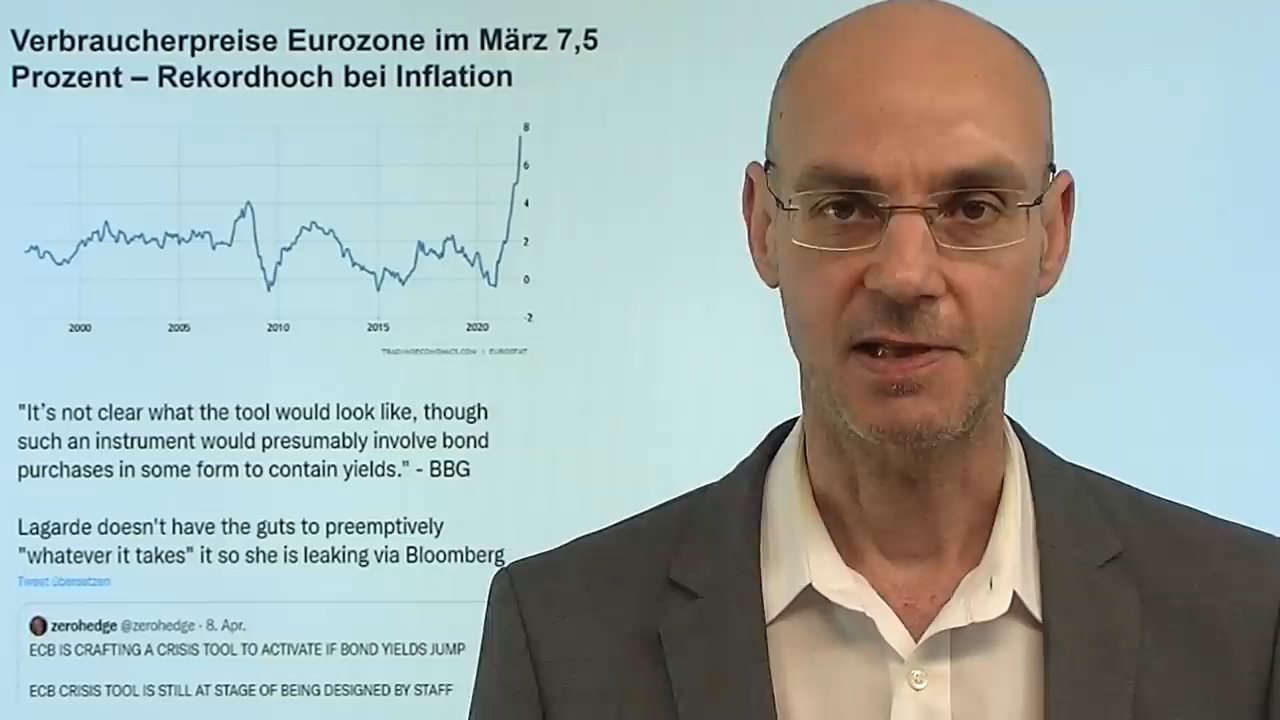 Verbraucherpreise Eurozone im März 7,5
Prozent – Rekordhoch bei Inflation
8
6
4
2
0
-2
2000 2005 2010 2015 2020
TRADINGECONOMICS.COM | EUROSTAT
"It's not clear what the tool would look like, though
such an instrument would presumably involve bond
purchases in some form to contain yields." - BBG
Lagarde doesn't have the guts to preemptively
"whatever it takes" it so she is leaking via Bloomberg
Tweet übersetzen
zerohedge @zerohedge · 8. Apr.
ECB IS CRAFTING A CRISIS TOOL TO ACTIVATE IF BOND YIELDS JUMP
ECB CRISIS TOOL IS STILL AT STAGE OF BEING DESIGNED BY STAFF